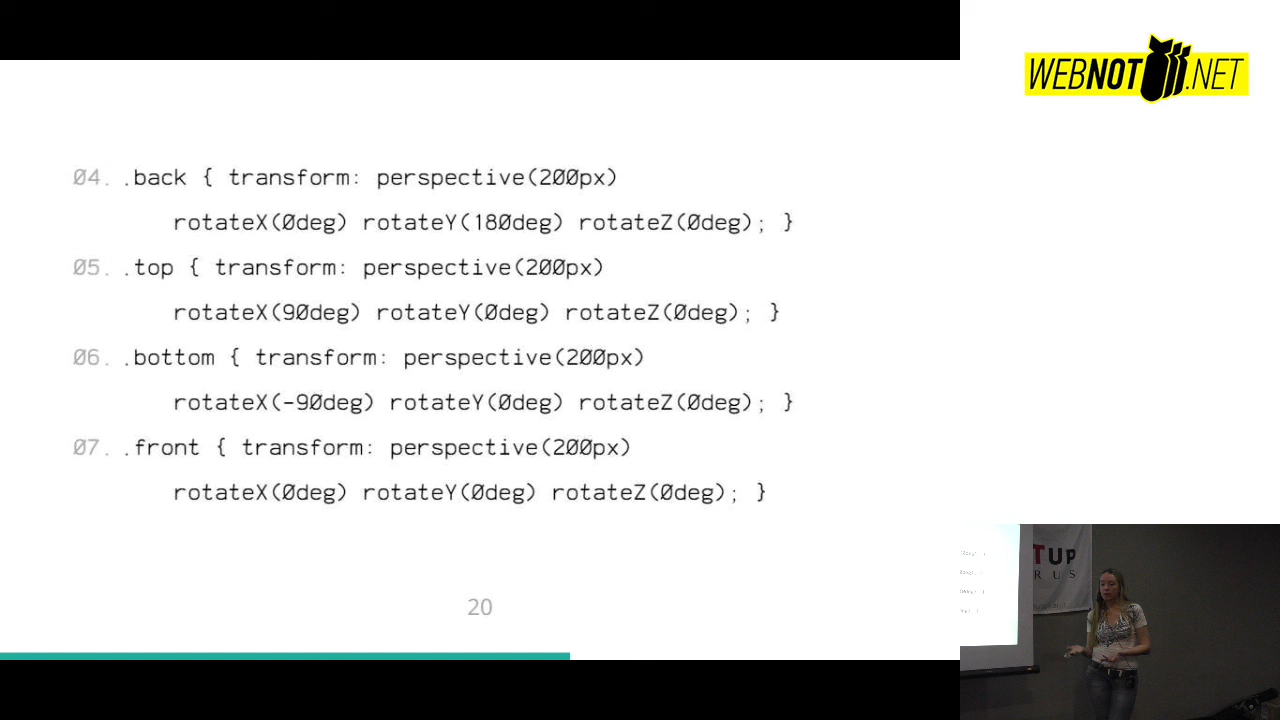 WEBNOT.NET
04. .back { transform: perspective(200px)
rotateX(0deg) rotateY(180deg) rotateZ(0deg); }
05. .top { transform: perspective(200px)
rotateX(90deg) rotateY(0deg) rotateZ(0deg); }
06. .bottom { transform: perspective(200px)
rotateX(-90deg) rotateY(0deg) rotateZ(0deg); }
07. .front { transform: perspective(200px)
rotateX(0deg) rotateY(0deg) rotateZ(0deg); }
20
TUP
RUS